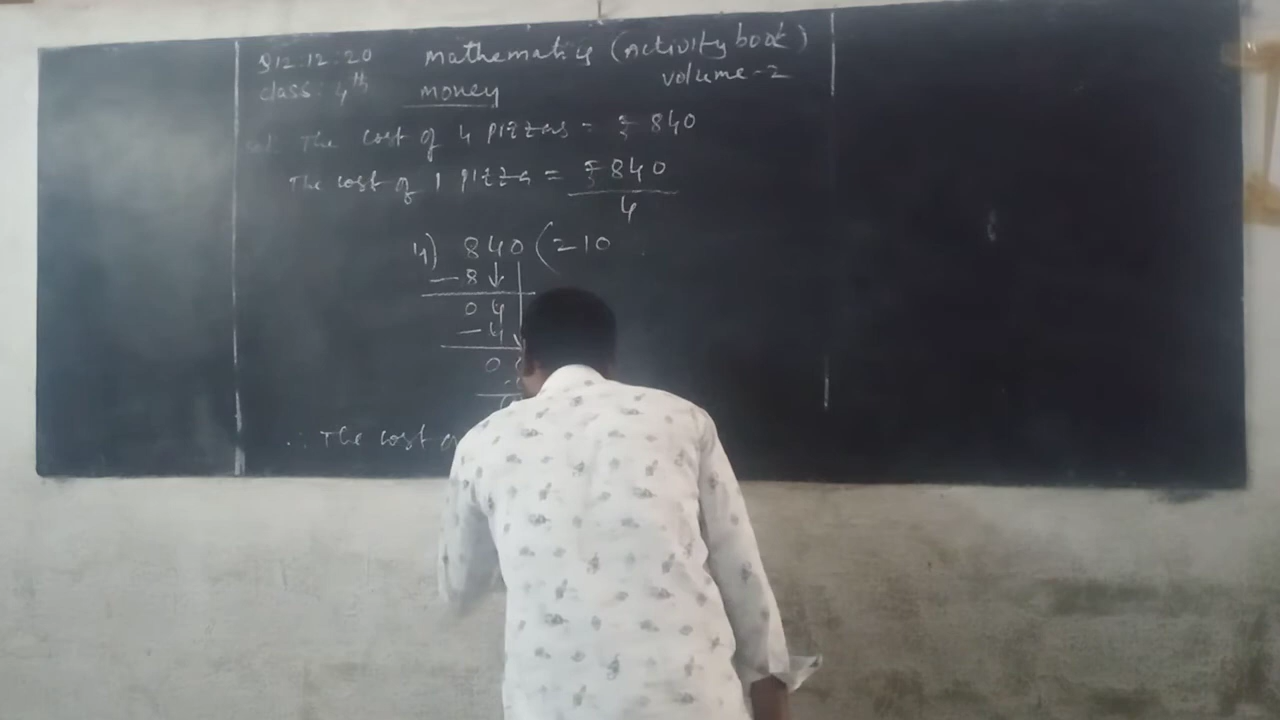 12.12.20 Mathematics (Activity book)
class: 4th money volume-2
The cost of 4 pizzas = ₹ 840
The cost of 1 pizza = ₹ 840
4
4) 840 (210
- 8
0 4
- 4
0
∴ The cost